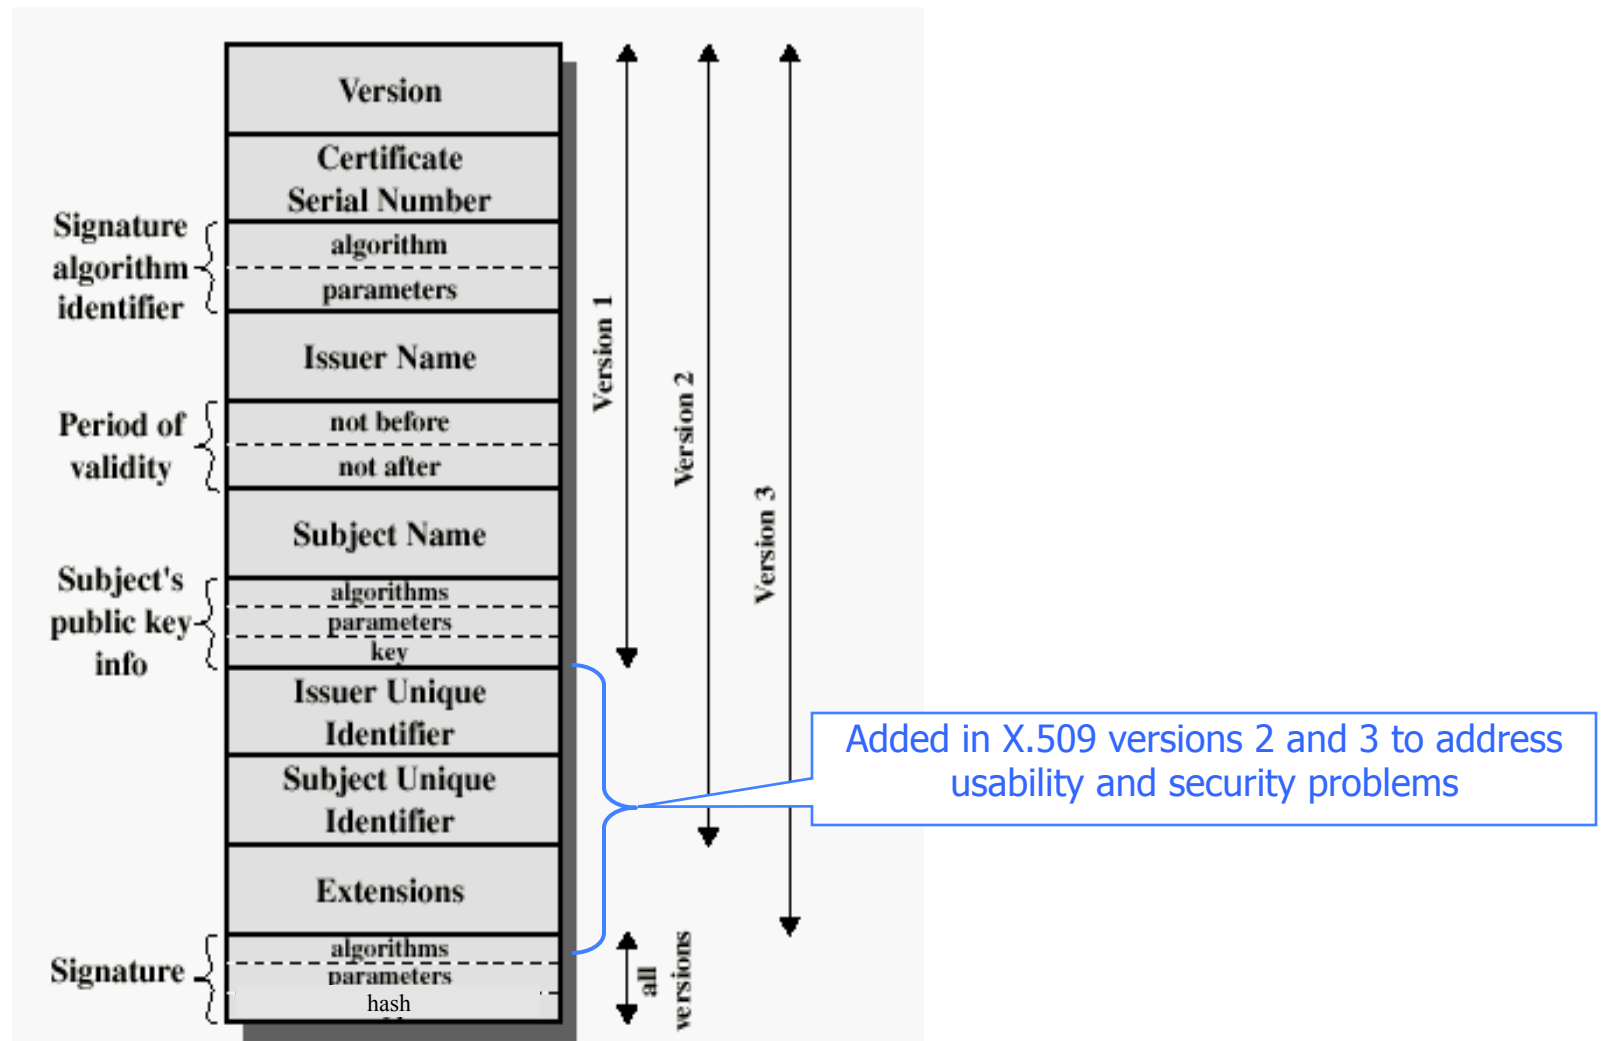 Version
Certificate
Serial Number
Signature
algorithm
identifier
algorithm
parameters
Issuer Name
Period of
validity
not before
not after
Subject Name
Subject's
public key
info
algorithms
parameters
key
Issuer Unique
Identifier
Subject Unique
Identifier
Extensions
Signature
algorithms
parameters
hash
Version 1
Version 2
Version 3
all
versions
Added in X.509 versions 2 and 3 to address
usability and security problems